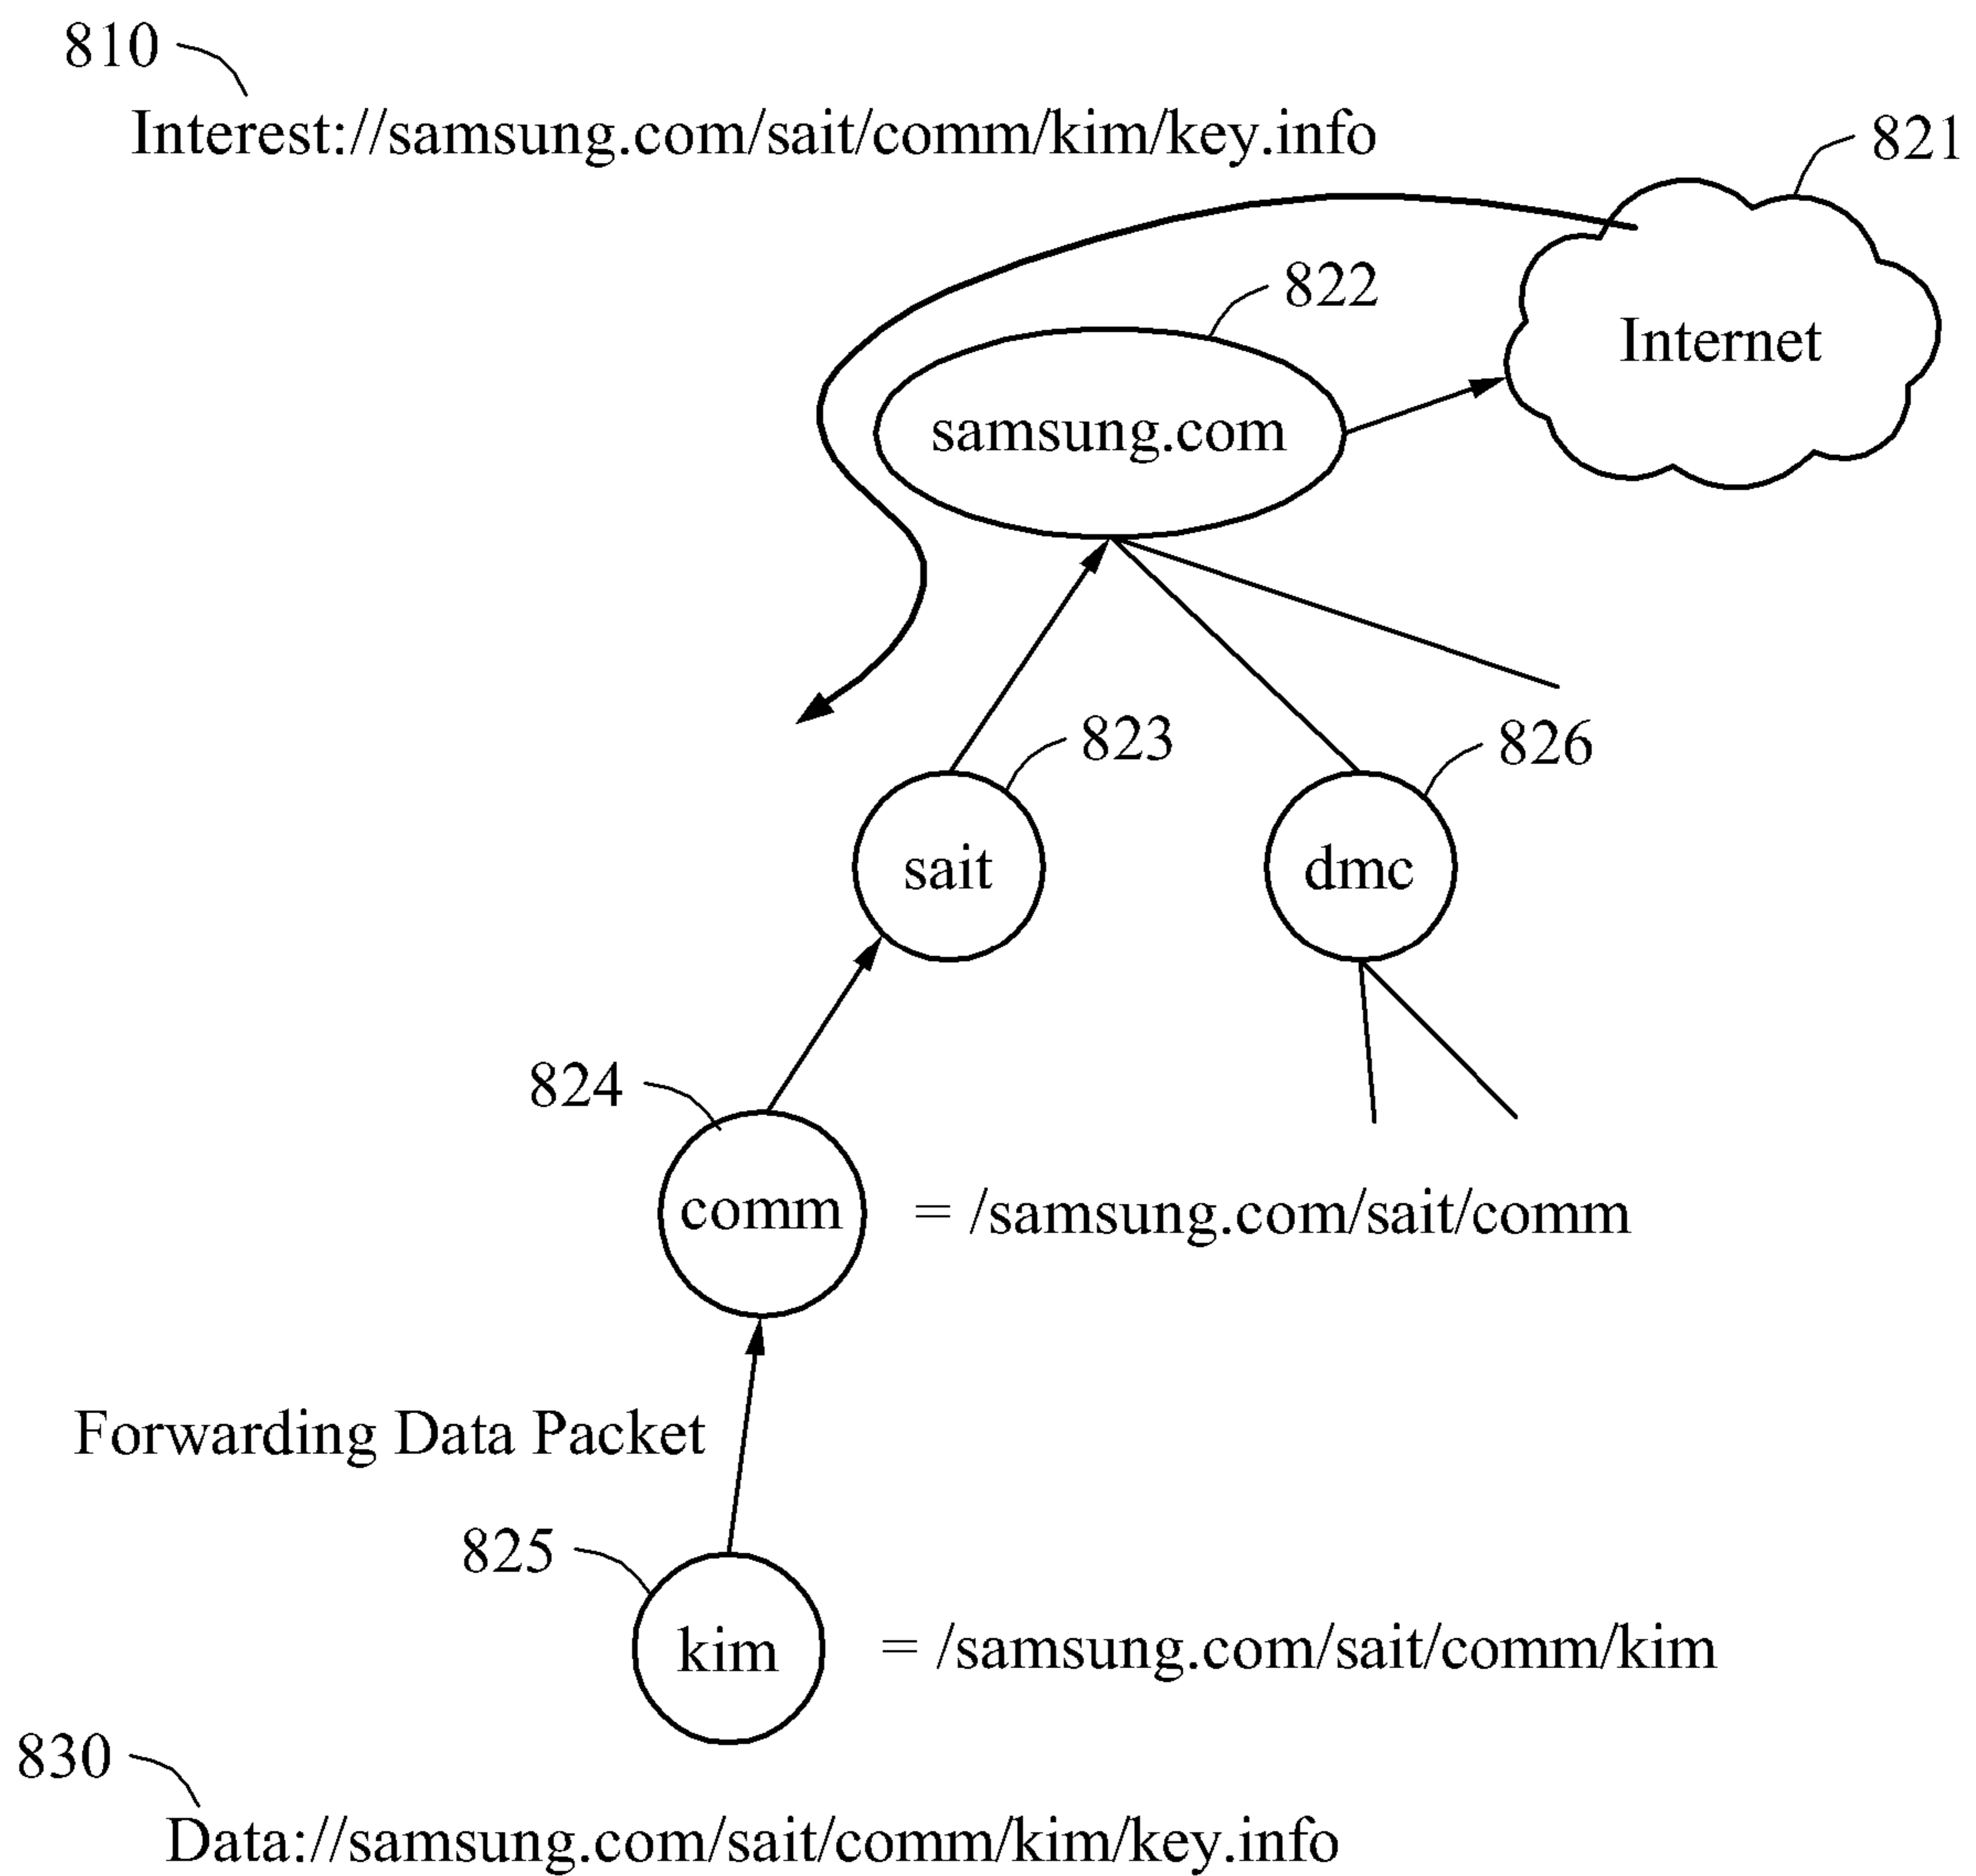 810
Interest://samsung.com/sait/comm/kim/key.info
821
822
Internet
samsung.com
823
826
sait
dmc
824
comm = /samsung.com/sait/comm
Forwarding Data Packet
825
kim = /samsung.com/sait/comm/kim
830
Data://samsung.com/sait/comm/kim/key.info